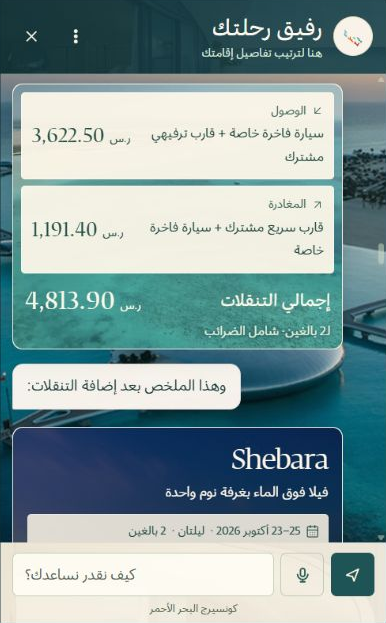 رفيق رحلتك
هنا لترتيب تفاصيل إقامتك
الوصول
سيارة فاخرة خاصة + قارب ترفيهي
مشترك
3,622.50 ر.س
المغادرة
قارب سريع مشترك + سيارة فاخرة
خاصة
1,191.40 ر.س
إجمالي التنقلات
4,813.90 ر.س
لـ2 بالغين· شامل الضرائب
وهذا الملخص بعد إضافة التنقلات:
Shebara
فيلا فوق الماء بغرفة نوم واحدة
23–25 أكتوبر 2026 · ليلتان · 2 بالغين
كيف نقدر نساعدك؟
كونسيرج البحر الأحمر